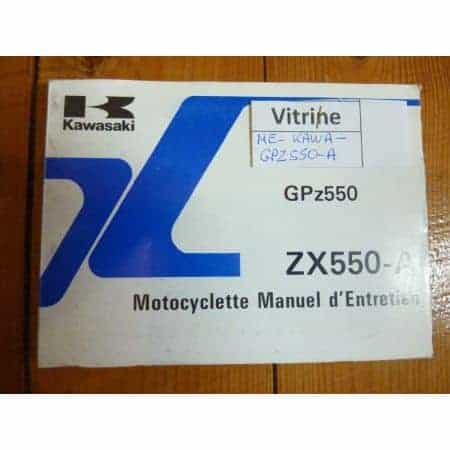 Kawasaki
Vitrine
ME- KAWA-
GPZ550-A
GPz550
ZX550-A
Motocyclette Manuel d'Entretien